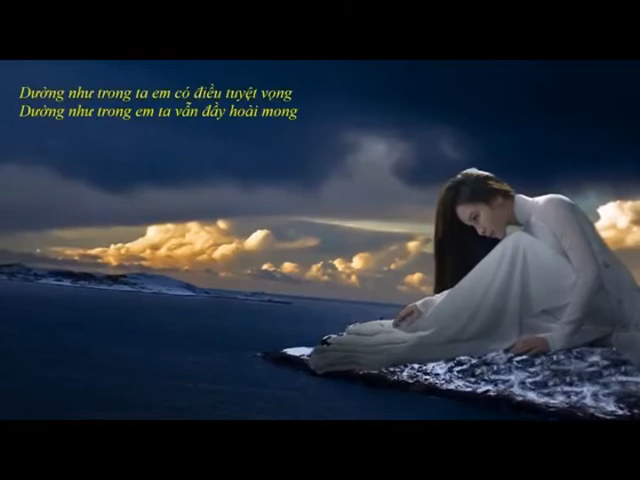 Dường như trong ta em có điều tuyệt vọng
Dường như trong em ta vẫn đầy hoài mong